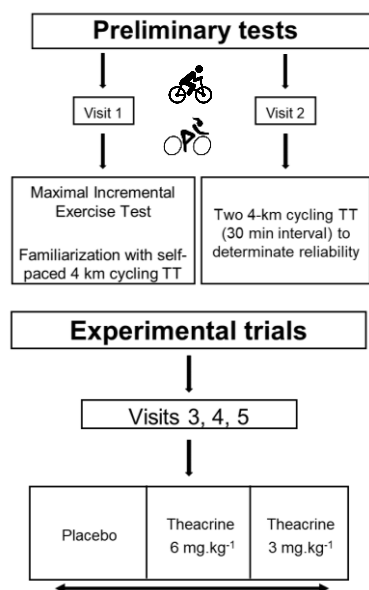 Preliminary tests
Visit 1
Visit 2
Maximal Incremental
Exercise Test
Familiarization with self-
paced 4 km cycling TT
Two 4-km cycling TT
(30 min interval) to
determinate reliability
Experimental trials
Visits 3, 4, 5
Placebo
Theacrine
6 mg.kg⁻¹
Theacrine
3 mg.kg⁻¹